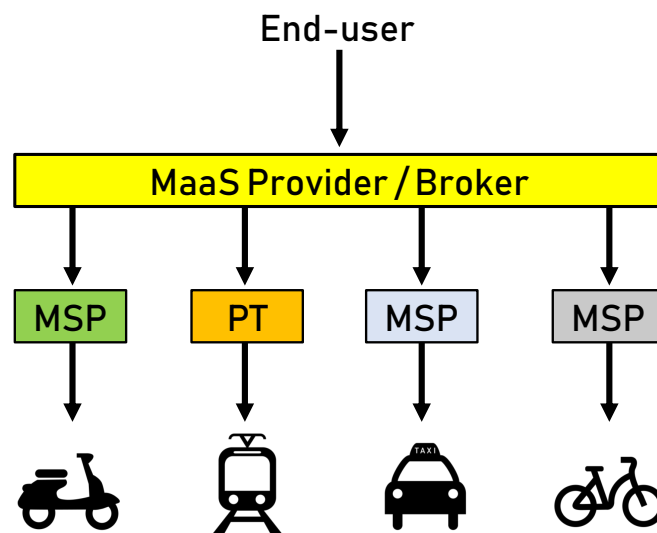 End-user
MaaS Provider / Broker
MSP
PT
MSP
MSP
TAXI